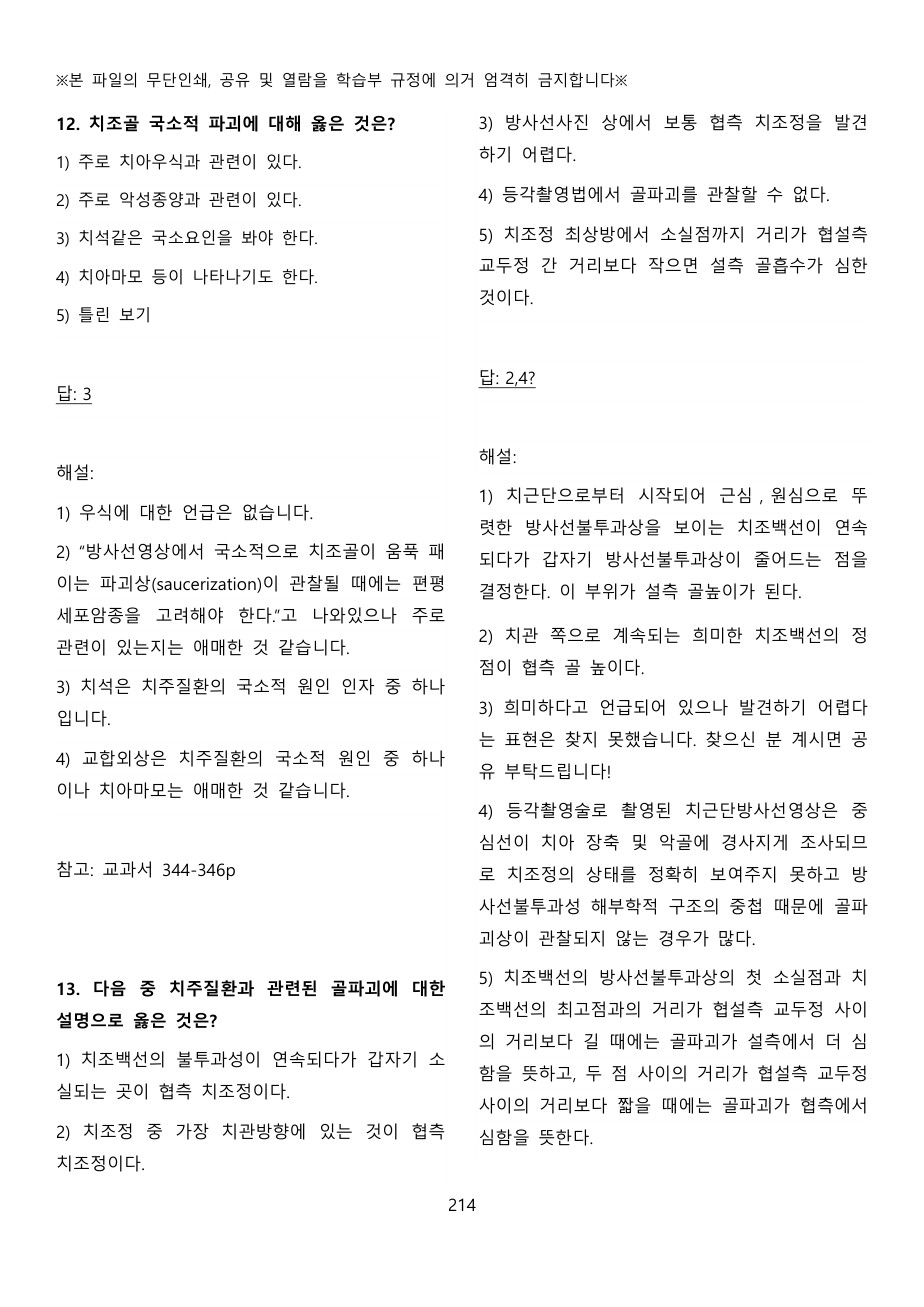 ※본 파일의 무단인쇄, 공유 및 열람을 학습부 규정에 의거 엄격히 금지합니다※
12. 치조골 국소적 파괴에 대해 옳은 것은?
1) 주로 치아우식과 관련이 있다.
2) 주로 악성종양과 관련이 있다.
3) 치석같은 국소요인을 봐야 한다.
4) 치아마모 등이 나타나기도 한다.
5) 틀린 보기
답: 3
해설:
1) 우식에 대한 언급은 없습니다.
2) “방사선영상에서 국소적으로 치조골이 움푹 패
이는 파괴상(saucerization)이 관찰될 때에는 편평
세포암종을 고려해야 한다.”고 나와있으나 주로
관련이 있는지는 애매한 것 같습니다.
3) 치석은 치주질환의 국소적 원인 인자 중 하나
입니다.
4) 교합외상은 치주질환의 국소적 원인 중 하나
이나 치아마모는 애매한 것 같습니다.
참고: 교과서 344-346p
13. 다음 중 치주질환과 관련된 골파괴에 대한
설명으로 옳은 것은?
1) 치조백선의 불투과성이 연속되다가 갑자기 소
실되는 곳이 협측 치조정이다.
2) 치조정 중 가장 치관방향에 있는 것이 협측
치조정이다.
3) 방사선사진 상에서 보통 협측 치조정을 발견
하기 어렵다.
4) 등각촬영법에서 골파괴를 관찰할 수 없다.
5) 치조정 최상방에서 소실점까지 거리가 협설측
교두정 간 거리보다 작으면 설측 골흡수가 심한
것이다.
답: 2,4?
해설:
1) 치근단으로부터 시작되어 근심 , 원심으로 뚜
렷한 방사선불투과상을 보이는 치조백선이 연속
되다가 갑자기 방사선불투과상이 줄어드는 점을
결정한다. 이 부위가 설측 골높이가 된다.
2) 치관 쪽으로 계속되는 희미한 치조백선의 정
점이 협측 골 높이다.
3) 희미하다고 언급되어 있으나 발견하기 어렵다
는 표현은 찾지 못했습니다. 찾으신 분 계시면 공
유 부탁드립니다!
4) 등각촬영술로 촬영된 치근단방사선영상은 중
심선이 치아 장축 및 악골에 경사지게 조사되므
로 치조정의 상태를 정확히 보여주지 못하고 방
사선불투과성 해부학적 구조의 중첩 때문에 골파
괴상이 관찰되지 않는 경우가 많다.
5) 치조백선의 방사선불투과상의 첫 소실점과 치
조백선의 최고점과의 거리가 협설측 교두정 사이
의 거리보다 길 때에는 골파괴가 설측에서 더 심
함을 뜻하고, 두 점 사이의 거리가 협설측 교두정
사이의 거리보다 짧을 때에는 골파괴가 협측에서
심함을 뜻한다.
214